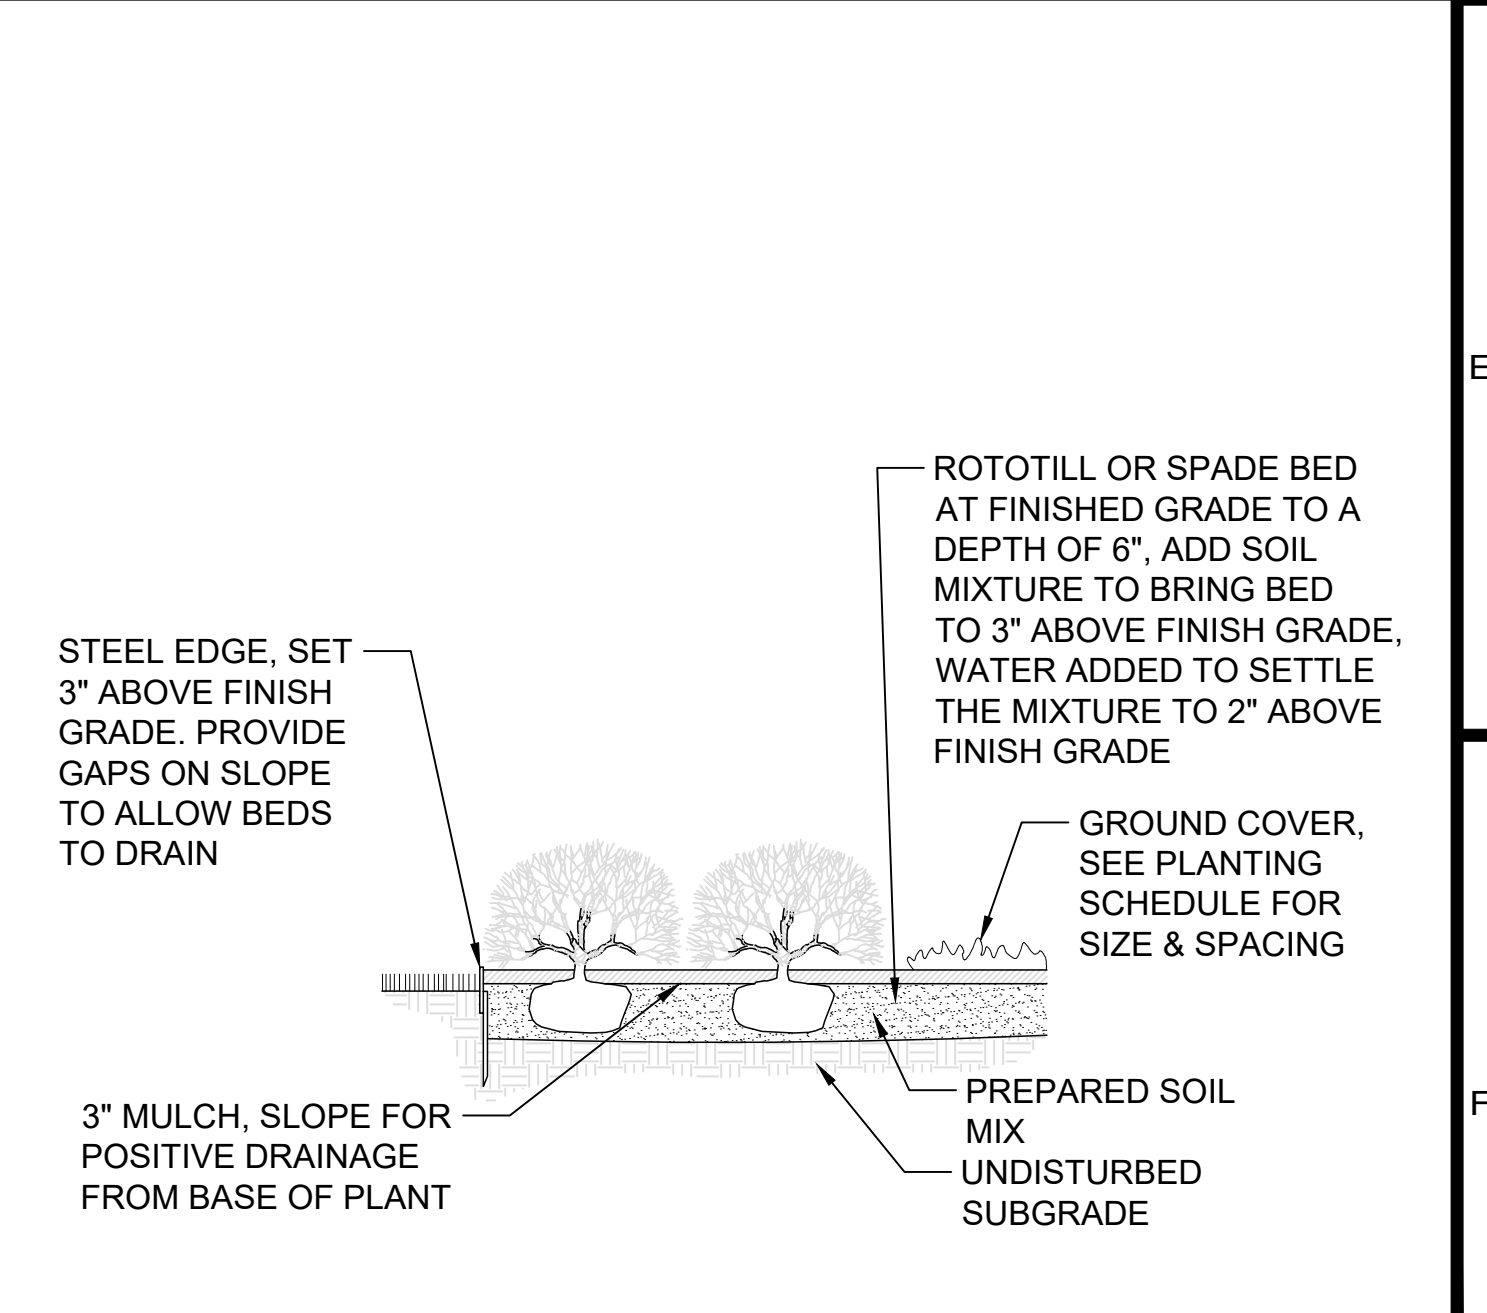 E
ROTOTILL OR SPADE BED
AT FINISHED GRADE TO A
DEPTH OF 6", ADD SOIL
MIXTURE TO BRING BED
TO 3" ABOVE FINISH GRADE,
WATER ADDED TO SETTLE
THE MIXTURE TO 2" ABOVE
FINISH GRADE
STEEL EDGE, SET
3" ABOVE FINISH
GRADE. PROVIDE
GAPS ON SLOPE
TO ALLOW BEDS
TO DRAIN
GROUND COVER,
SEE PLANTING
SCHEDULE FOR
SIZE & SPACING
3" MULCH, SLOPE FOR
POSITIVE DRAINAGE
FROM BASE OF PLANT
PREPARED SOIL
MIX
UNDISTURBED
SUBGRADE
F